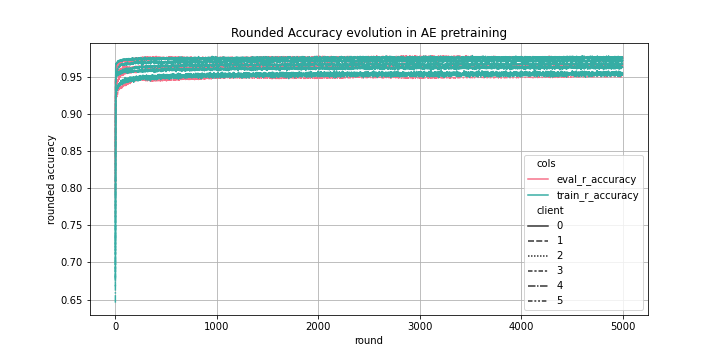 Rounded Accuracy evolution in AE pretraining
rounded accuracy
0.95
0.90
0.85
0.80
0.75
0.70
0.65
cols
eval_r_accuracy
train_r_accuracy
client
0
1
2
3
4
5
0 1000 2000 3000 4000 5000
round